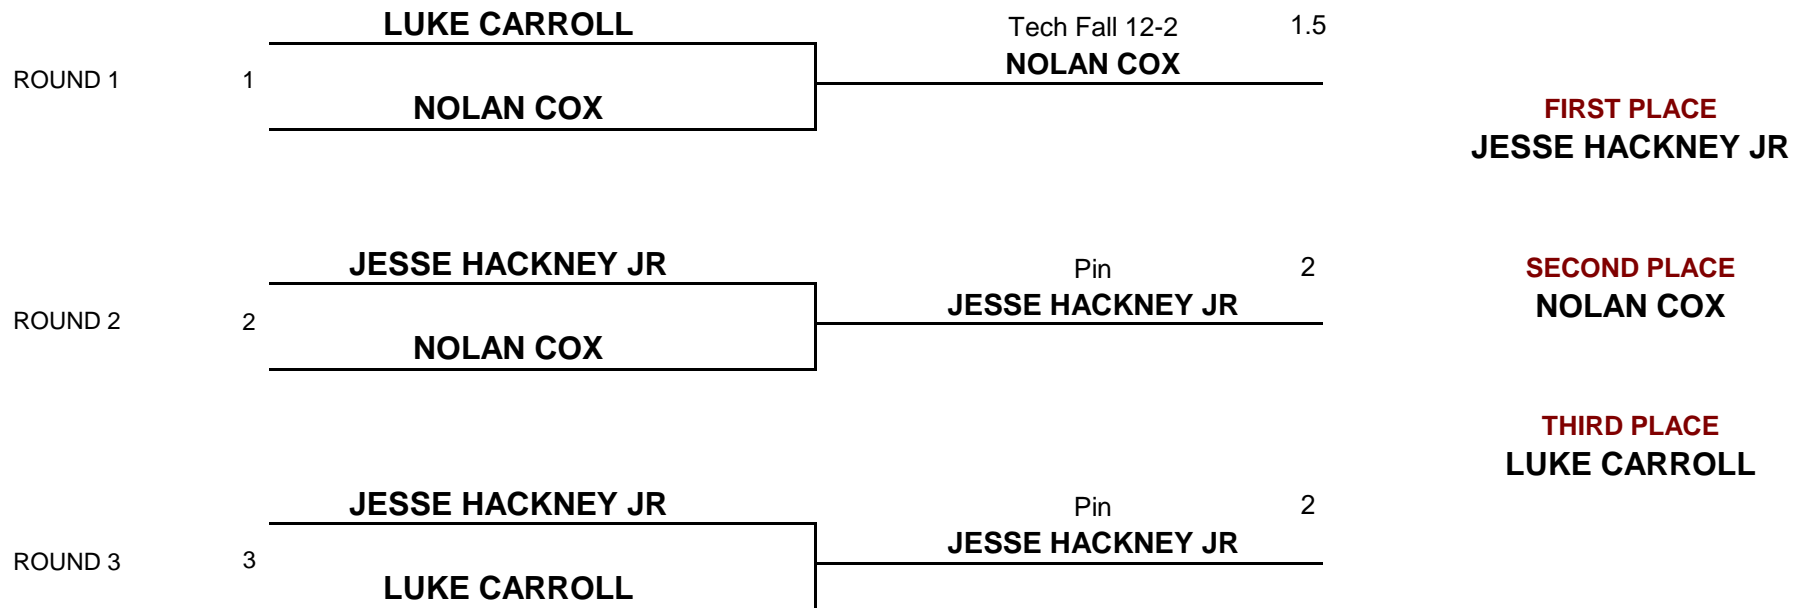 LUKE CARROLL
Tech Fall 12-2 1.5
NOLAN COX
ROUND 1 1
NOLAN COX
FIRST PLACE
JESSE HACKNEY JR
JESSE HACKNEY JR
Pin 2
JESSE HACKNEY JR
ROUND 2 2
NOLAN COX
SECOND PLACE
NOLAN COX
THIRD PLACE
LUKE CARROLL
JESSE HACKNEY JR
Pin 2
JESSE HACKNEY JR
ROUND 3 3
LUKE CARROLL